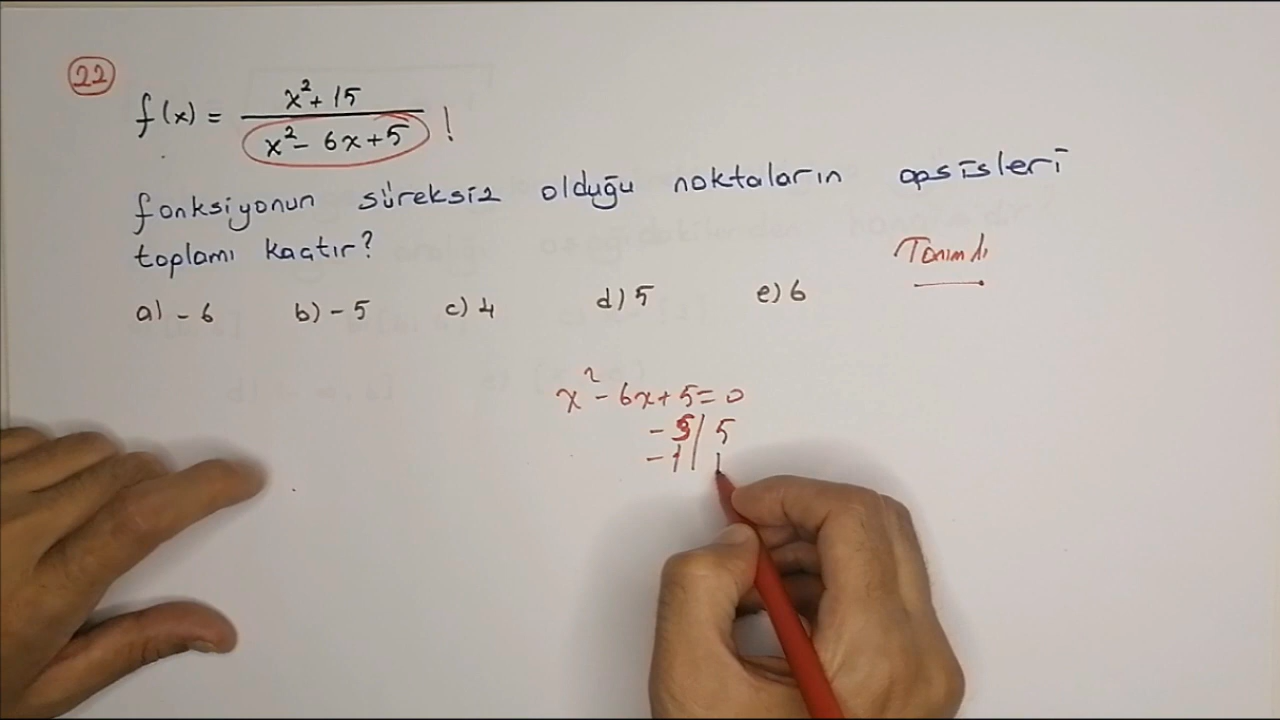 22
f(x) = x² + 15 / x² - 6x + 5 !
fonksiyonun süreksiz olduğu noktaların apsisleri
toplamı kaçtır?
Tanımlı
a) -6 b) -5 c) 4 d) 5 e) 6
x² - 6x + 5 = 0
-5 | 5
-1 | 1